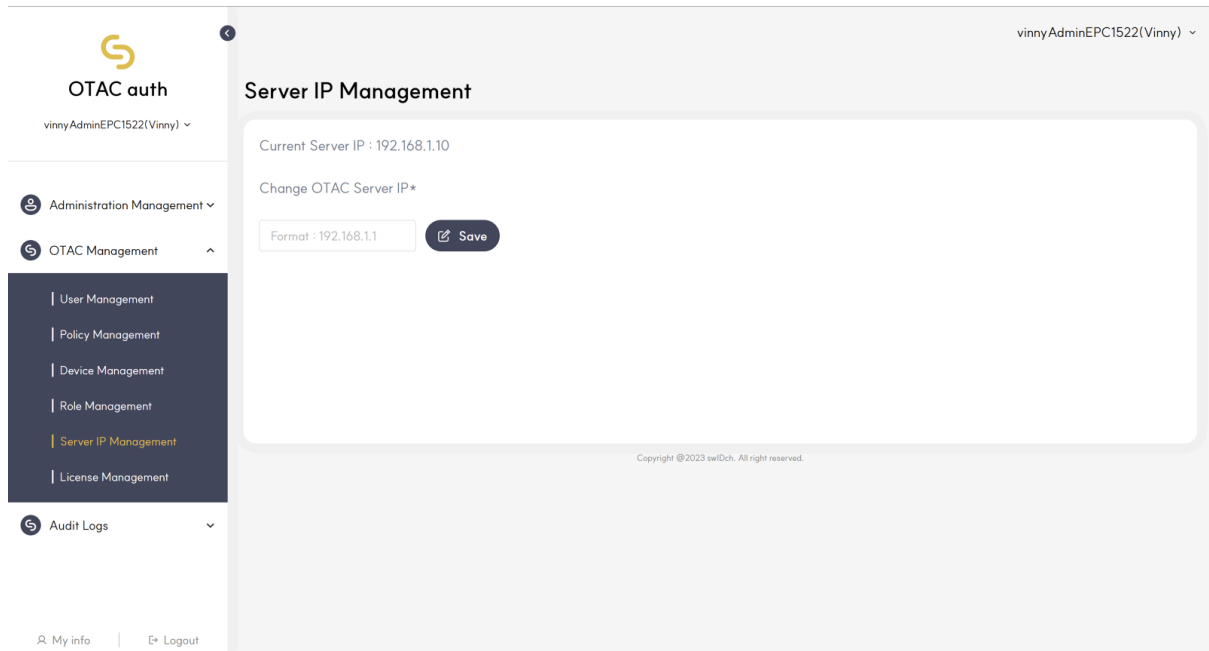 vinnyAdminEPC1522(Vinny)
OTAC auth
vinnyAdminEPC1522(Vinny)
Administration Management
OTAC Management
User Management
Policy Management
Device Management
Role Management
Server IP Management
License Management
Audit Logs
My info
Logout
Server IP Management
Current Server IP : 192.168.1.10
Change OTAC Server IP*
Format : 192.168.1.1
Save
Copyright @2023 swIDch. All right reserved.